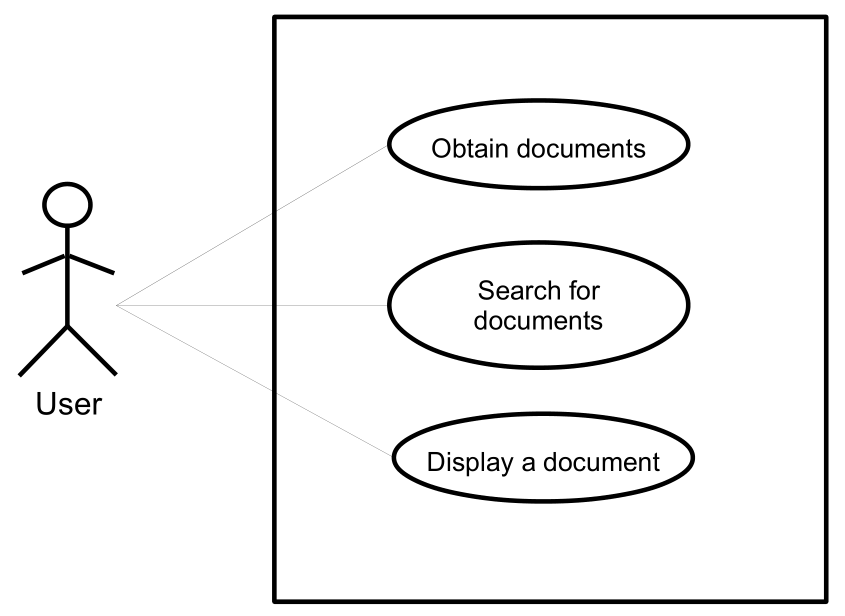 Obtain documents
Search for
documents
Display a document
User